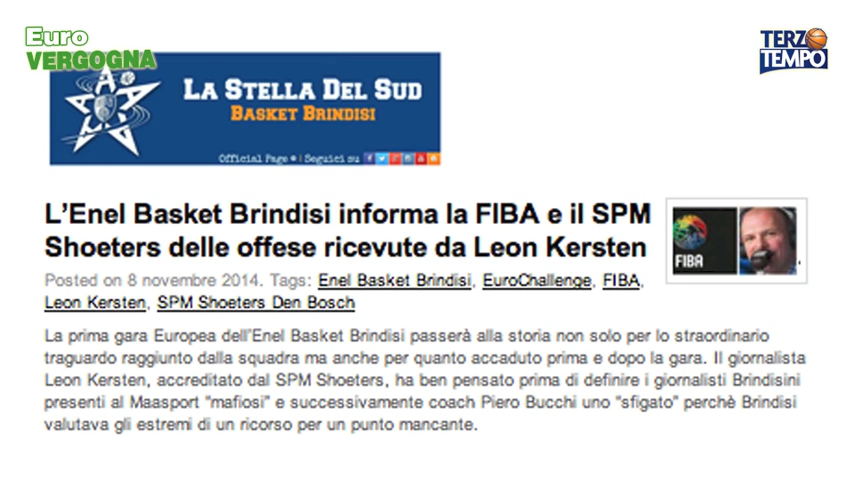 Euro
VERGOGNA
TERZO
TEMPO
LA STELLA DEL SUD
BASKET BRINDISI
Official Page • | Seguici su
L'Enel Basket Brindisi informa la FIBA e il SPM
Shoeters delle offese ricevute da Leon Kersten
FIBA
Posted on 8 novembre 2014. Tags: Enel Basket Brindisi, EuroChallenge, FIBA,
Leon Kersten, SPM Shoeters Den Bosch
La prima gara Europea dell'Enel Basket Brindisi passerà alla storia non solo per lo straordinario
traguardo raggiunto dalla squadra ma anche per quanto accaduto prima e dopo la gara. Il giornalista
Leon Kersten, accreditato dal SPM Shoeters, ha ben pensato prima di definire i giornalisti Brindisini
presenti al Maasport "mafiosi" e successivamente coach Piero Bucchi uno "sfigato" perchè Brindisi
valutava gli estremi di un ricorso per un punto mancante.